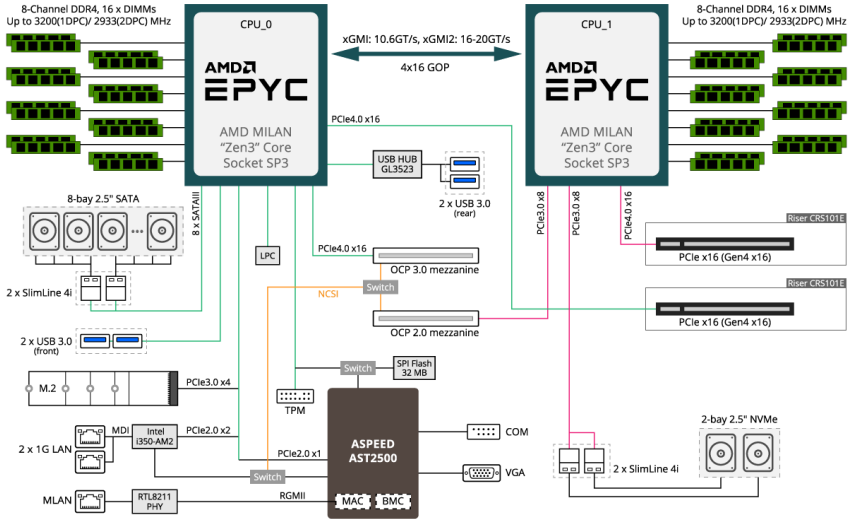 8-Channel DDR4, 16 x DIMMs
Up to 3200(1DPC)/ 2933(2DPC) MHz
CPU_0
AMD
EPYC
AMD MILAN
"Zen3" Core
Socket SP3
xGMI: 10.6GT/s, xGMI2: 16-20GT/s
4x16 GOP
CPU_1
AMD
EPYC
AMD MILAN
"Zen3" Core
Socket SP3
8-Channel DDR4, 16 x DIMMs
Up to 3200(1DPC)/ 2933(2DPC) MHz
PCIe4.0 x16
USB HUB
GL3523
2 x USB 3.0
(rear)
8-bay 2.5" SATA
8 x SATAIII
2 x SlimLine 4i
LPC
PCIe4.0 x16
OCP 3.0 mezzanine
NCSI
Switch
OCP 2.0 mezzanine
PCIe3.0 x8
PCIe3.0 x8
PCIe4.0 x16
Riser CRS101E
PCIe x16 (Gen4 x16)
Riser CRS101E
PCIe x16 (Gen4 x16)
2 x USB 3.0
(front)
M.2
PCIe3.0 x4
TPM
Switch
SPI Flash
32 MB
2 x 1G LAN
MDI
Intel
i350-AM2
PCIe2.0 x2
PCIe2.0 x1
Switch
ASPEED
AST2500
COM
VGA
MLAN
RTL8211
PHY
RGMII
MAC
BMC
2 x SlimLine 4i
2-bay 2.5" NVMe